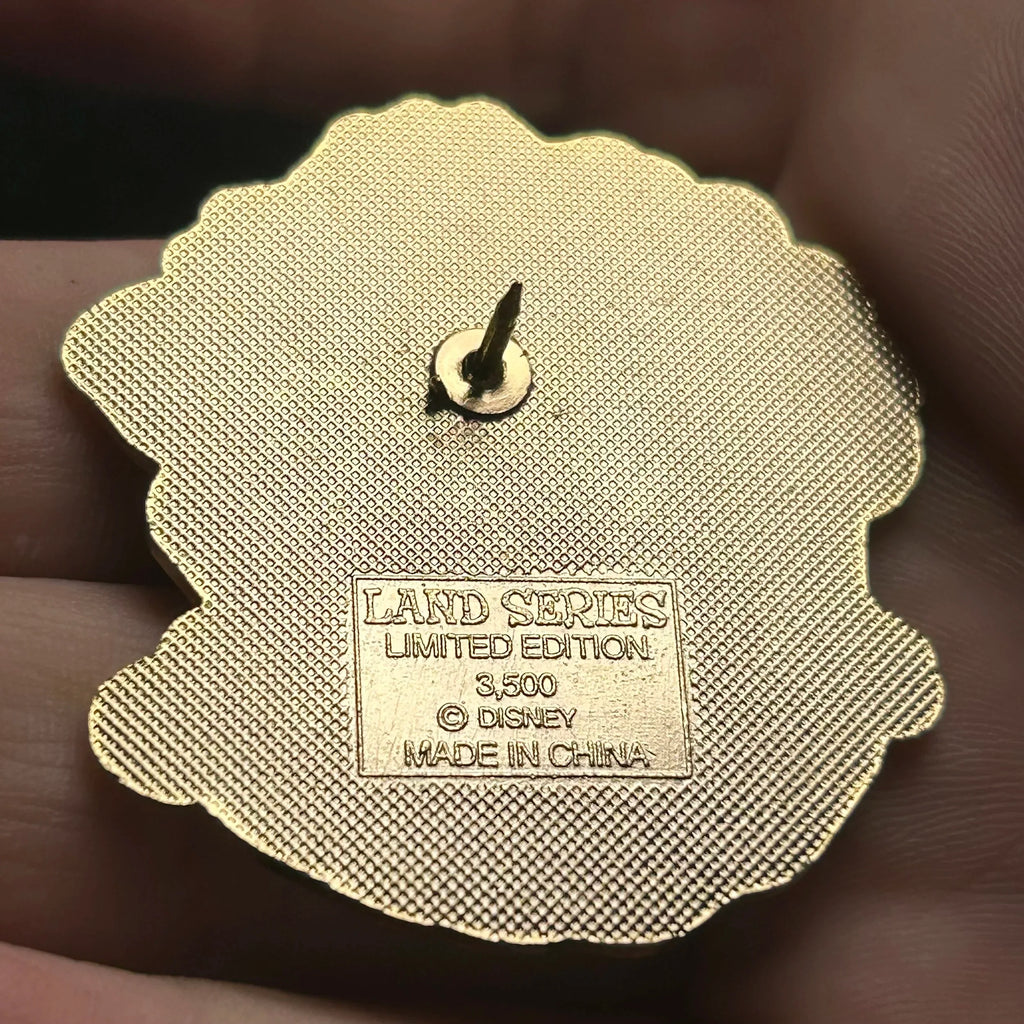 LAND SERIES
LIMITED EDITION
3,500
© DISNEY
MADE IN CHINA